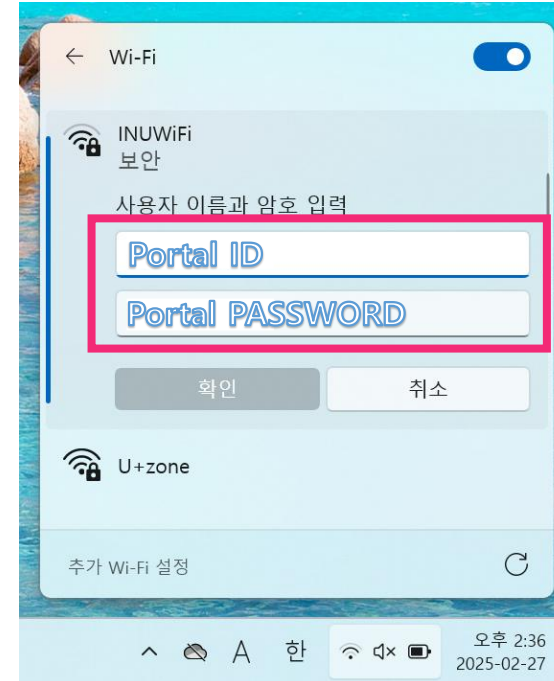 Wi-Fi
INUWiFi
보안
사용자 이름과 암호 입력
Portal ID
Portal PASSWORD
확인
취소
U+zone
추가 Wi-Fi 설정
A
한
오후 2:36
2025-02-27